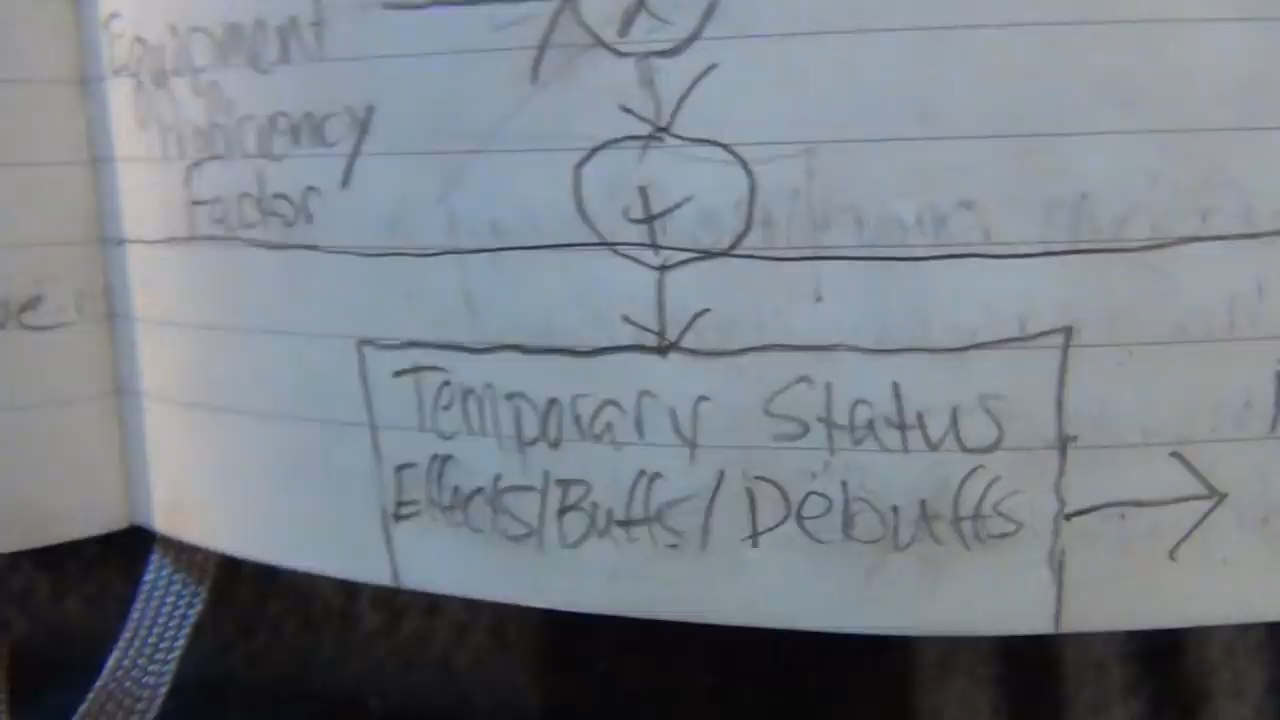 Equipment
Proficiency
Factor
+
Temporary Status
Effects/Buffs/Debuffs